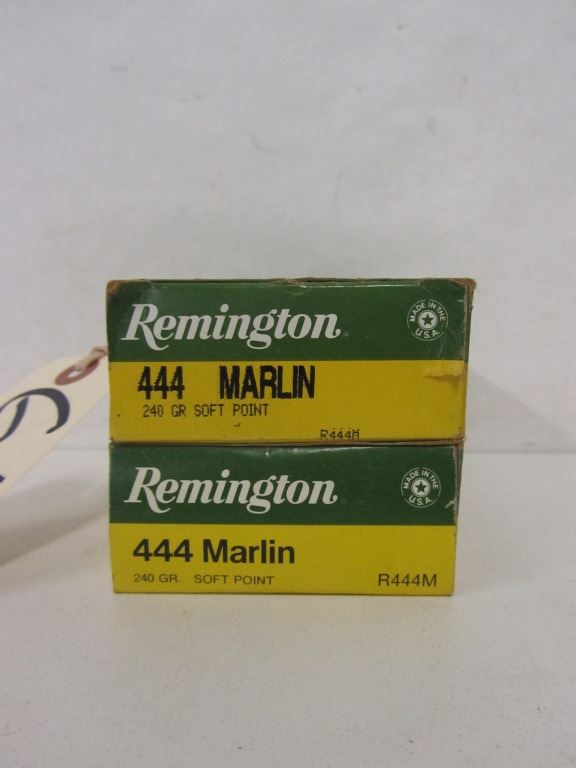 Remington
MADE IN THE U.S.A.
444 MARLIN
240 GR SOFT POINT
R444M
Remington
MADE IN THE U.S.A.
444 Marlin
240 GR. SOFT POINT
R444M